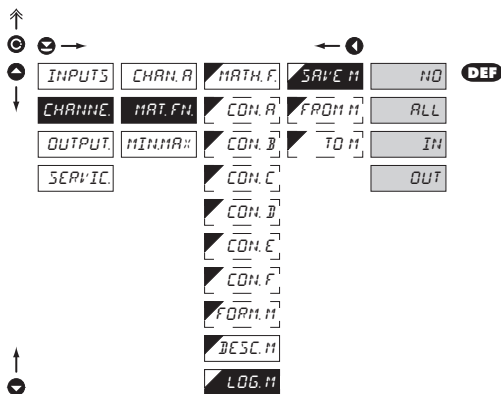 INPUTS CHAN. A MATH. F. SAVE M NO DEF
CHANNE. MAT. FN. CON. A FROM M ALL
OUTPUT. MIN.MAX CON. B TO M IN
SERVIC. CON. C OUT
CON. D
CON. E
CON. F
FORM. M
DESC. M
LOG. M